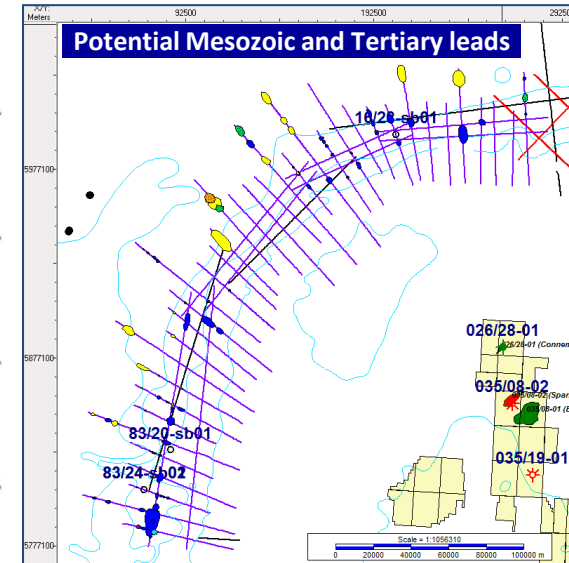 X/Y:
Meters
92500
192500
292500
Potential Mesozoic and Tertiary leads
16/28-sb01
5977100
5877100
5777100
026/28-01
035/08-02
035/19-01
83/20-sb01
83/24-sb02
Scale = 1:1056310
0 20000 40000 60000 80000 100000 m